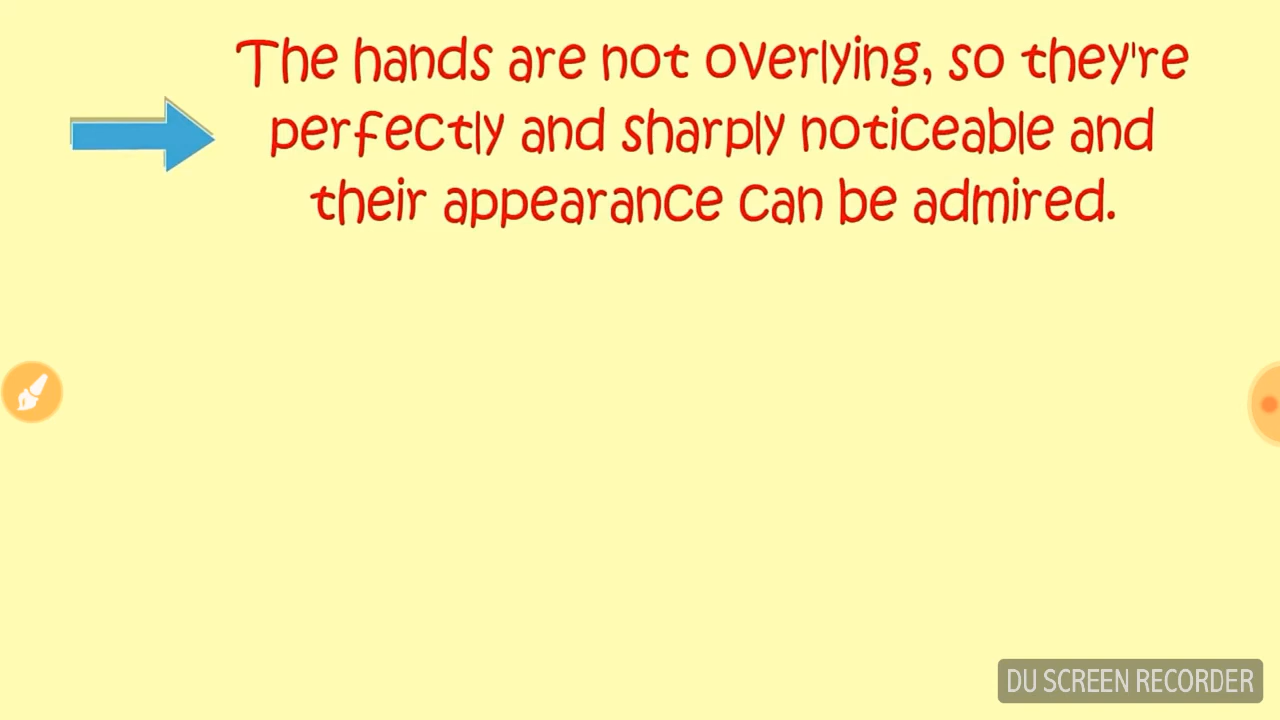 The hands are not overlying, so they're
perfectly and sharply noticeable and
their appearance can be admired.
DU SCREEN RECORDER